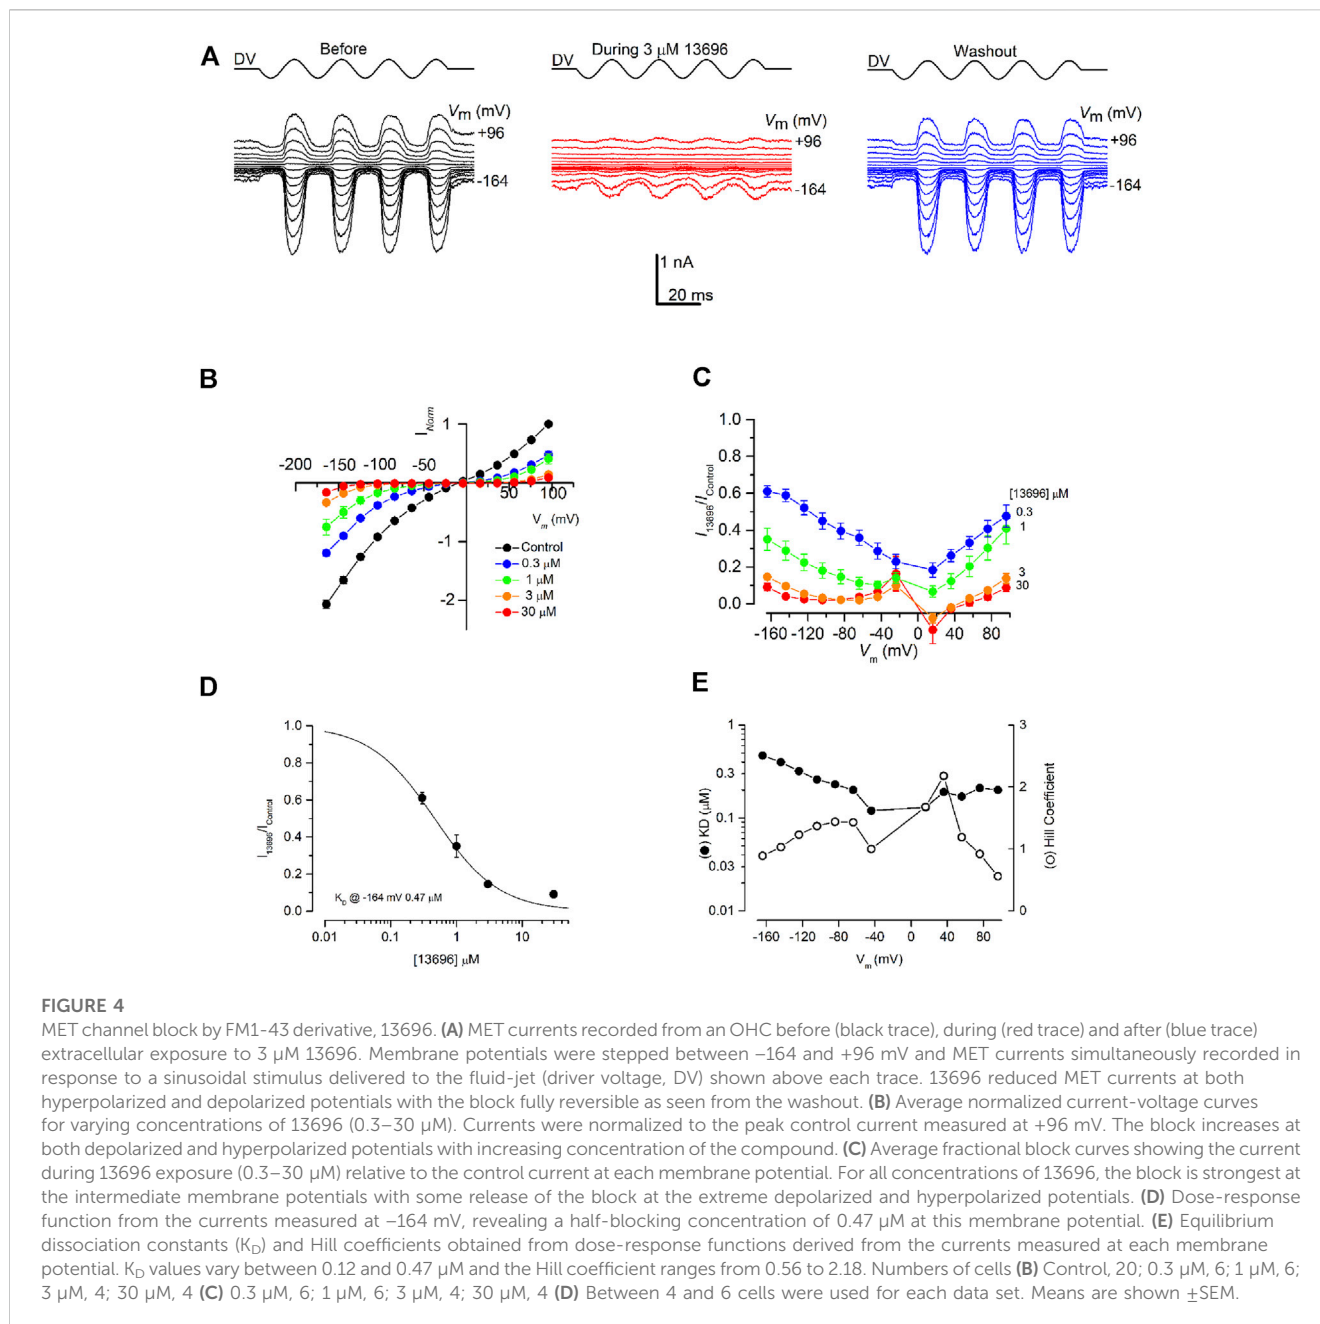 A
Before
During 3 µM 13696
Washout
DV
DV
DV
Vm (mV)
+96
-164
Vm (mV)
+96
-164
Vm (mV)
+96
-164
1 nA
20 ms
B
INorm
1
-200 -150 -100 -50
50 100
Vm (mV)
-1
-2
Control
0.3 µM
1 µM
3 µM
30 µM
C
I13696/IControl
1.0
0.8
0.6
0.4
0.2
0.0
[13696] µM
0.3
1
3
30
-160 -120 -80 -40 0 40 80
Vm (mV)
D
I13696/IControl
1.0
0.8
0.6
0.4
0.2
0.0
KD @ -164 mV 0.47 µM
0.01 0.1 1 10
[13696] µM
E
(●) KD (µM)
1
0.3
0.1
0.03
0.01
3
2
1
0
(O) Hill Coefficient
-160 -120 -80 -40 0 40 80
Vm (mV)
FIGURE 4
MET channel block by FM1-43 derivative, 13696. (A) MET currents recorded from an OHC before (black trace), during (red trace) and after (blue trace)
extracellular exposure to 3 µM 13696. Membrane potentials were stepped between –164 and +96 mV and MET currents simultaneously recorded in
response to a sinusoidal stimulus delivered to the fluid-jet (driver voltage, DV) shown above each trace. 13696 reduced MET currents at both
hyperpolarized and depolarized potentials with the block fully reversible as seen from the washout. (B) Average normalized current-voltage curves
for varying concentrations of 13696 (0.3–30 µM). Currents were normalized to the peak control current measured at +96 mV. The block increases at
both depolarized and hyperpolarized potentials with increasing concentration of the compound. (C) Average fractional block curves showing the current
during 13696 exposure (0.3–30 µM) relative to the control current at each membrane potential. For all concentrations of 13696, the block is strongest at
the intermediate membrane potentials with some release of the block at the extreme depolarized and hyperpolarized potentials. (D) Dose-response
function from the currents measured at –164 mV, revealing a half-blocking concentration of 0.47 µM at this membrane potential. (E) Equilibrium
dissociation constants (KD) and Hill coefficients obtained from dose-response functions derived from the currents measured at each membrane
potential. KD values vary between 0.12 and 0.47 µM and the Hill coefficient ranges from 0.56 to 2.18. Numbers of cells (B) Control, 20; 0.3 µM, 6; 1 µM, 6;
3 µM, 4; 30 µM, 4 (C) 0.3 µM, 6; 1 µM, 6; 3 µM, 4; 30 µM, 4 (D) Between 4 and 6 cells were used for each data set. Means are shown ±SEM.